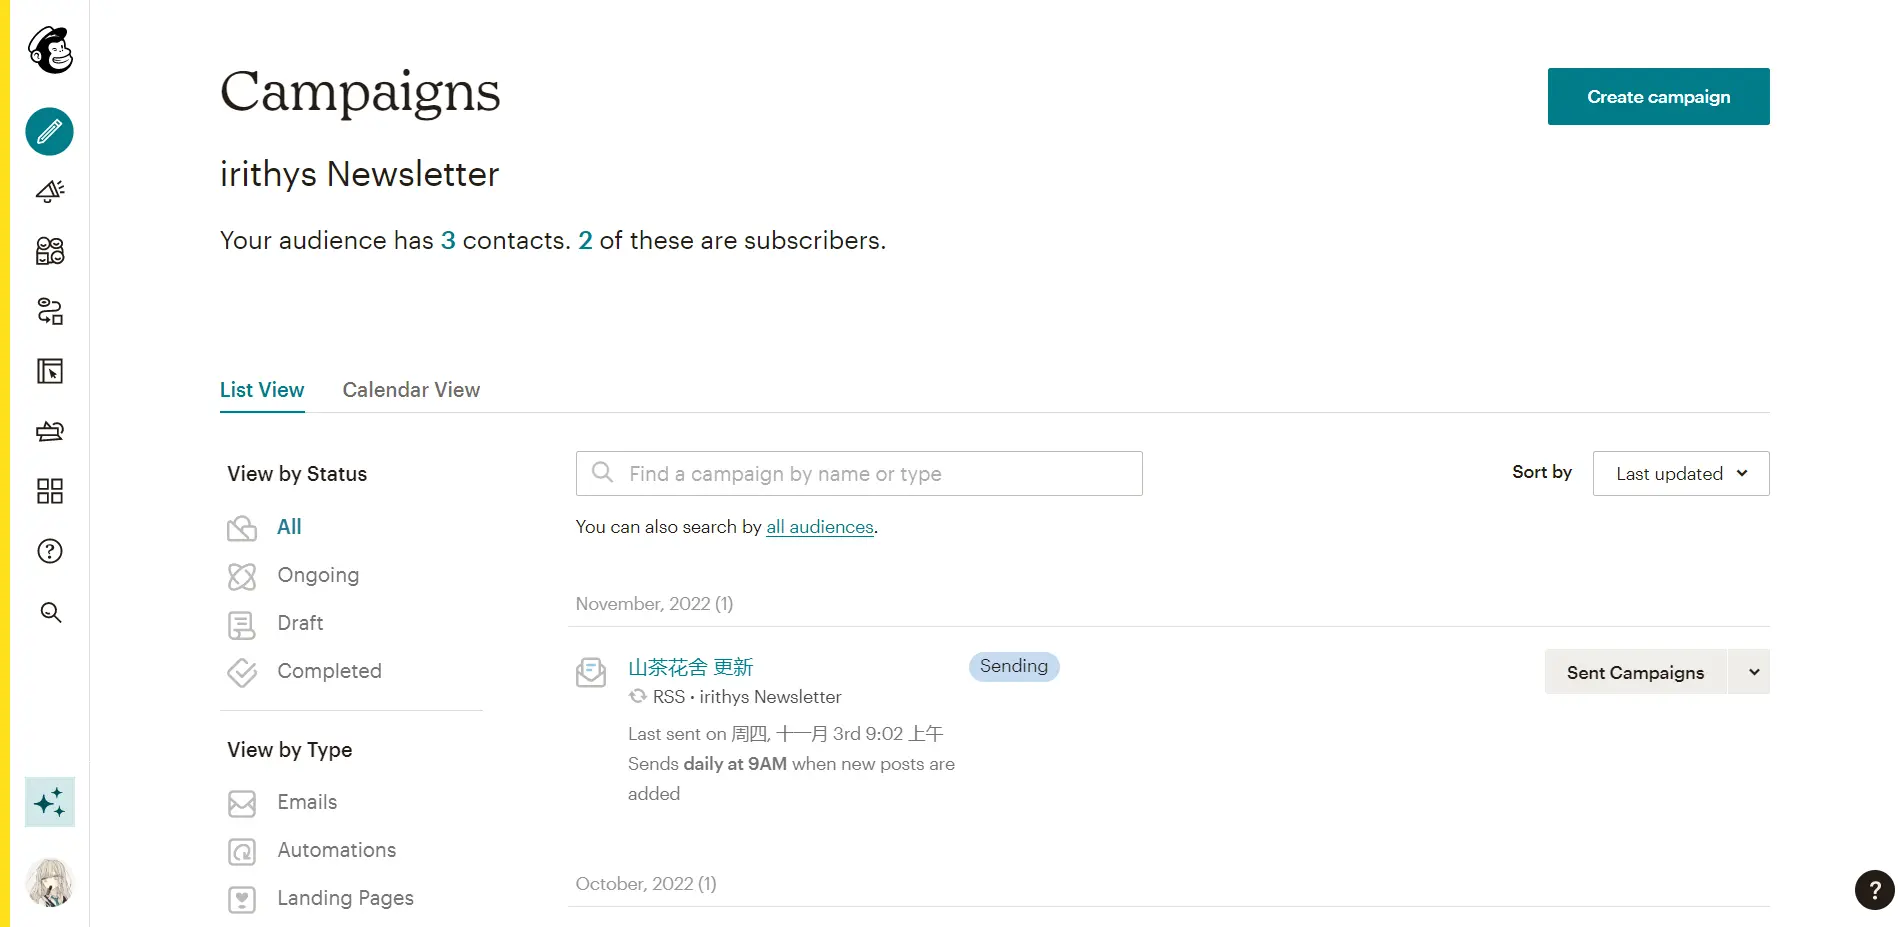 Campaigns
Create campaign
irithys Newsletter
Your audience has 3 contacts. 2 of these are subscribers.
List View
Calendar View
View by Status
All
Ongoing
Draft
Completed
View by Type
Emails
Automations
Landing Pages
Find a campaign by name or type
Sort by
Last updated
You can also search by all audiences.
November, 2022 (1)
山茶花舍 更新
Sending
Sent Campaigns
RSS • irithys Newsletter
Last sent on 周四, 十一月 3rd 9:02 上午
Sends daily at 9AM when new posts are
added
October, 2022 (1)
?